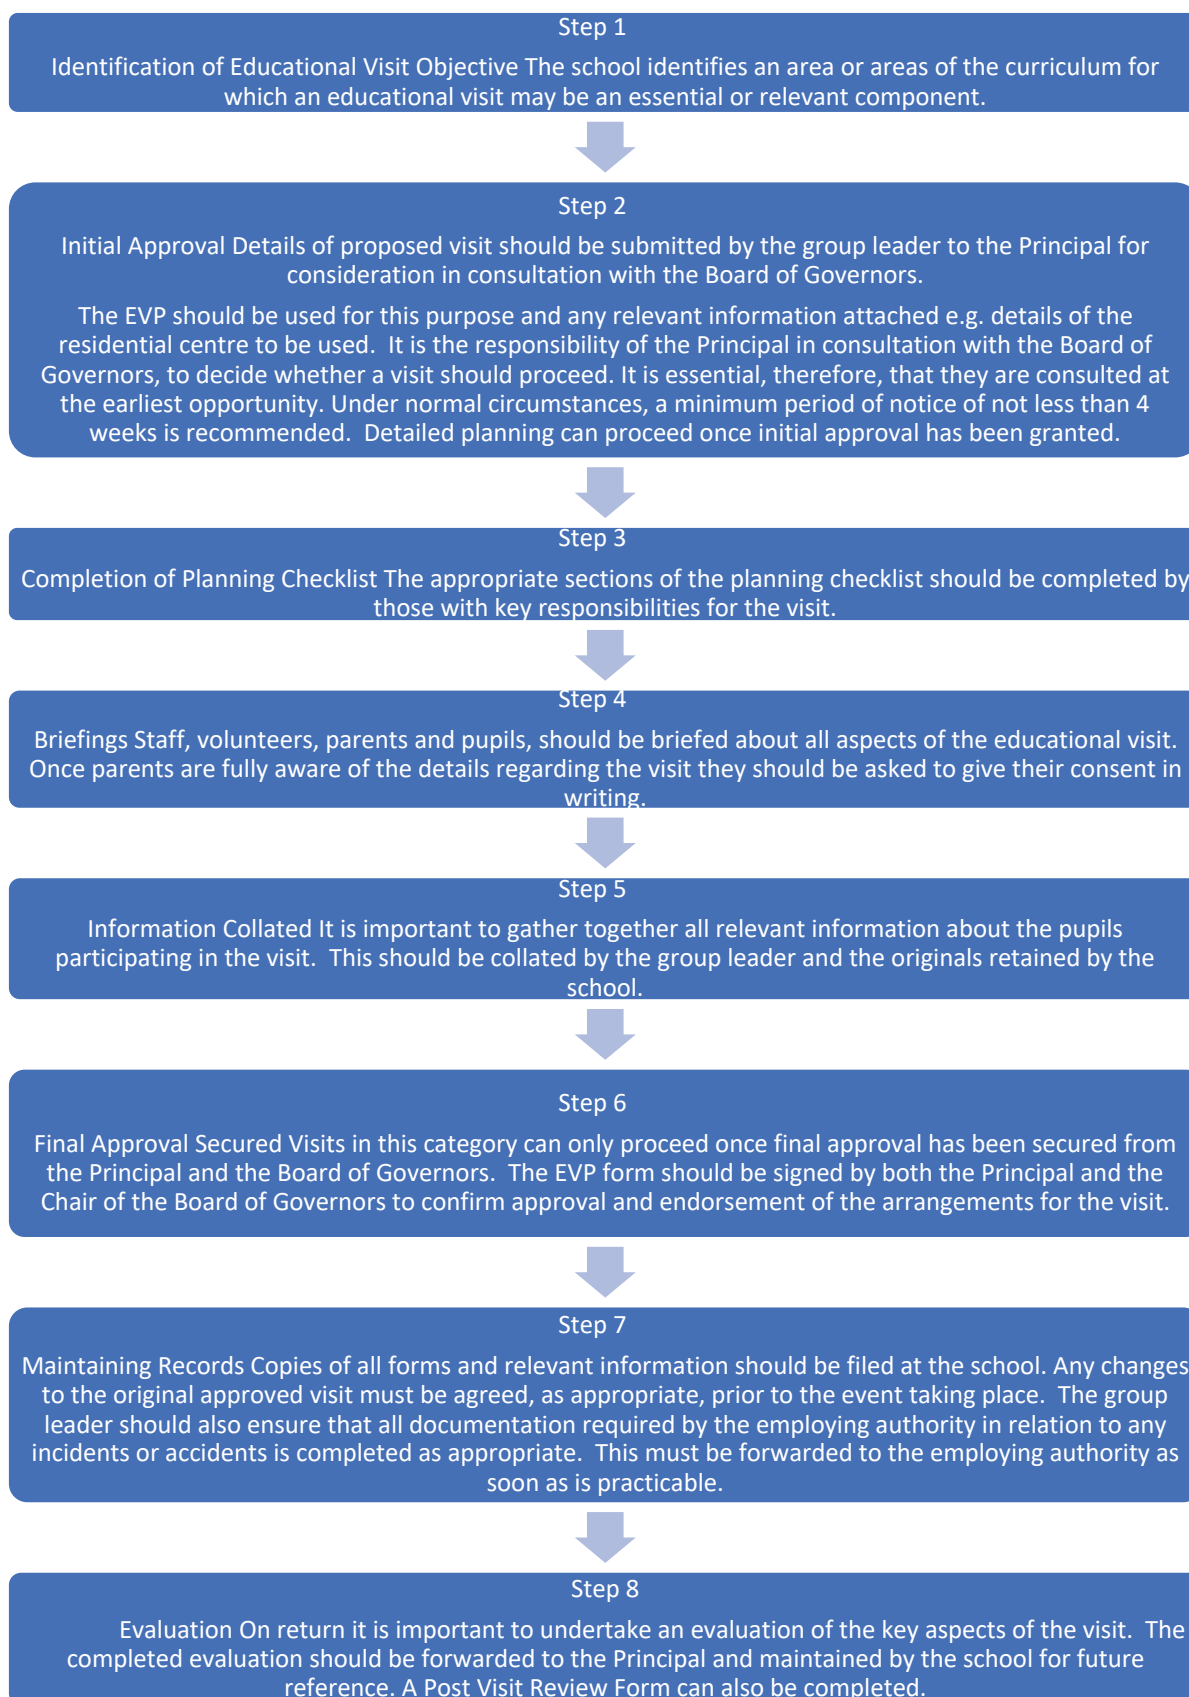 Step 1
Identification of Educational Visit Objective The school identifies an area or areas of the curriculum for
which an educational visit may be an essential or relevant component.
Step 2
Initial Approval Details of proposed visit should be submitted by the group leader to the Principal for
consideration in consultation with the Board of Governors.
The EVP should be used for this purpose and any relevant information attached e.g. details of the
residential centre to be used. It is the responsibility of the Principal in consultation with the Board of
Governors, to decide whether a visit should proceed. It is essential, therefore, that they are consulted at
the earliest opportunity. Under normal circumstances, a minimum period of notice of not less than 4
weeks is recommended. Detailed planning can proceed once initial approval has been granted.
Step 3
Completion of Planning Checklist The appropriate sections of the planning checklist should be completed by
those with key responsibilities for the visit.
Step 4
Briefings Staff, volunteers, parents and pupils, should be briefed about all aspects of the educational visit.
Once parents are fully aware of the details regarding the visit they should be asked to give their consent in
writing.
Step 5
Information Collated It is important to gather together all relevant information about the pupils
participating in the visit. This should be collated by the group leader and the originals retained by the
school.
Step 6
Final Approval Secured Visits in this category can only proceed once final approval has been secured from
the Principal and the Board of Governors. The EVP form should be signed by both the Principal and the
Chair of the Board of Governors to confirm approval and endorsement of the arrangements for the visit.
Step 7
Maintaining Records Copies of all forms and relevant information should be filed at the school. Any changes
to the original approved visit must be agreed, as appropriate, prior to the event taking place. The group
leader should also ensure that all documentation required by the employing authority in relation to any
incidents or accidents is completed as appropriate. This must be forwarded to the employing authority as
soon as is practicable.
Step 8
Evaluation On return it is important to undertake an evaluation of the key aspects of the visit. The
completed evaluation should be forwarded to the Principal and maintained by the school for future
reference. A Post Visit Review Form can also be completed.